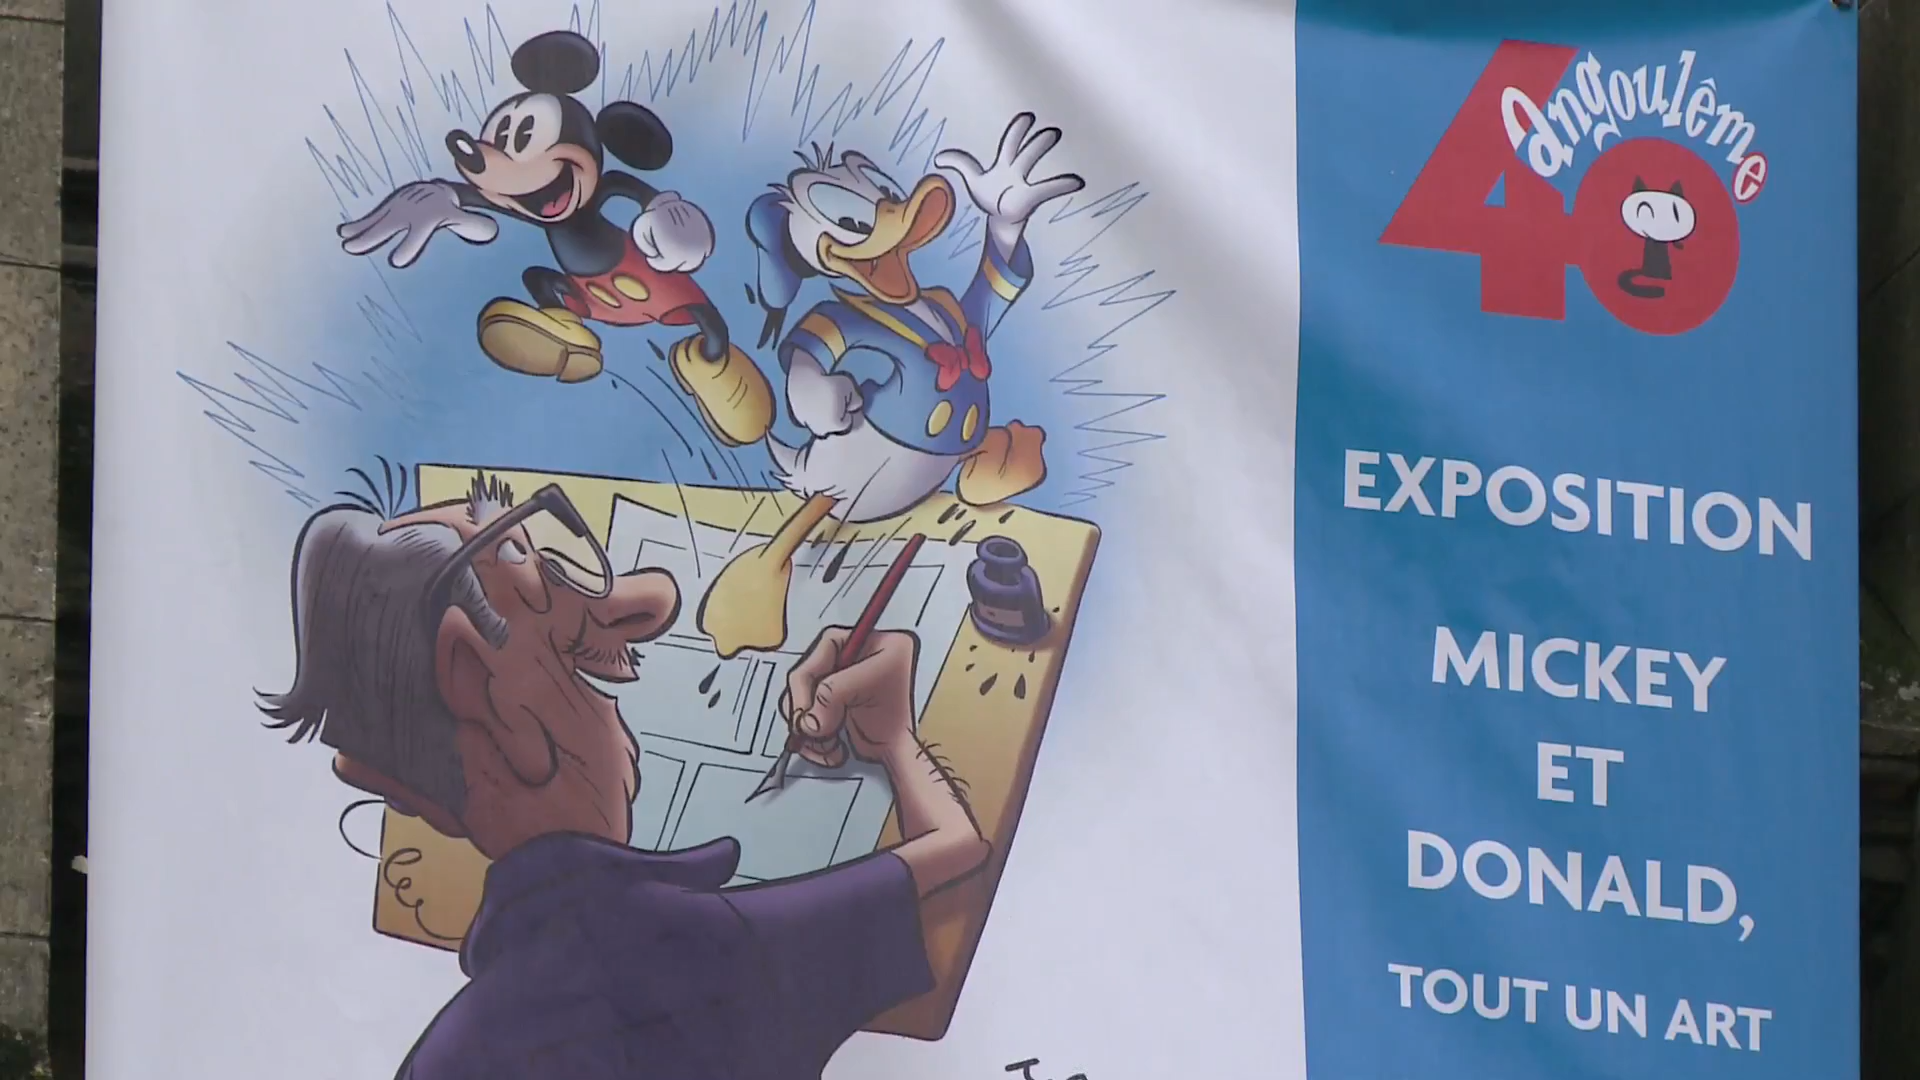 angoulême
40
EXPOSITION
MICKEY
ET
DONALD,
TOUT UN ART